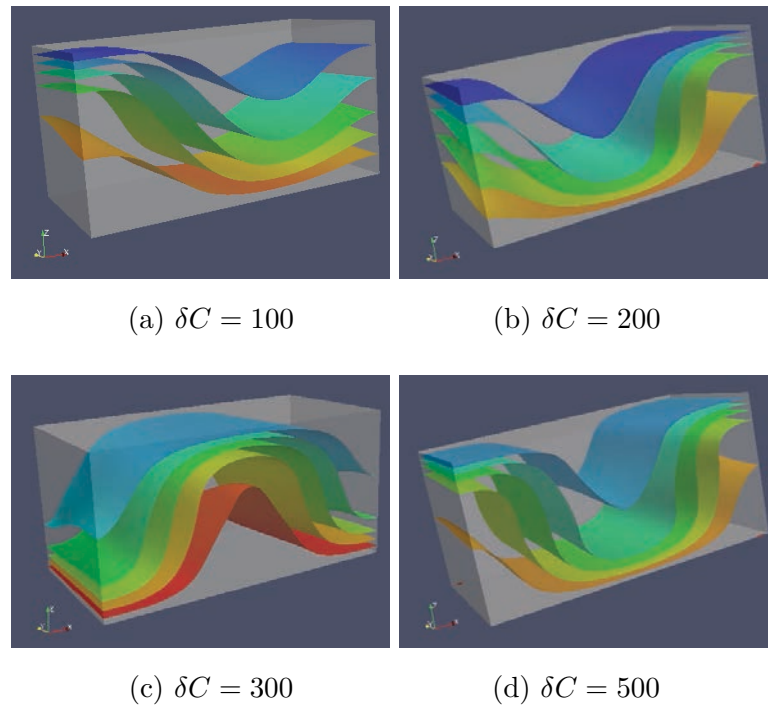 (a) δC = 100
(b) δC = 200
(c) δC = 300
(d) δC = 500